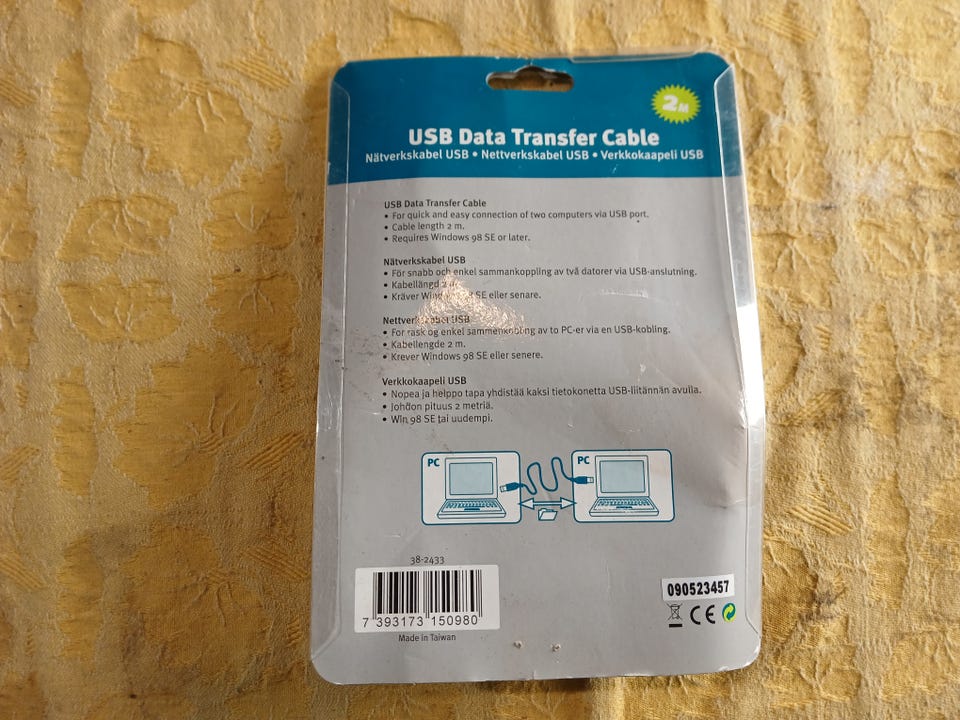 2M
USB Data Transfer Cable
Nätverkskabel USB • Nettverkskabel USB • Verkkokaapeli USB
USB Data Transfer Cable
• For quick and easy connection of two computers via USB port.
• Cable length 2 m.
• Requires Windows 98 SE or later.
Nätverkskabel USB
• För snabb och enkel sammankoppling av två datorer via USB-anslutning.
• Kabellängd 2 m.
• Kräver Windows 98 SE eller senare.
Nettverkskabel USB
• For rask og enkel sammenkobling av to PC-er via en USB-kobling.
• Kabellengde 2 m.
• Krever Windows 98 SE eller senere.
Verkkokaapeli USB
• Nopea ja helppo tapa yhdistää kaksi tietokonetta USB-liitännän avulla.
• Johdon pituus 2 metriä.
• Win 98 SE tai uudempi.
PC PC
38-2433
7 393173 150980
Made in Taiwan
090523457
CE